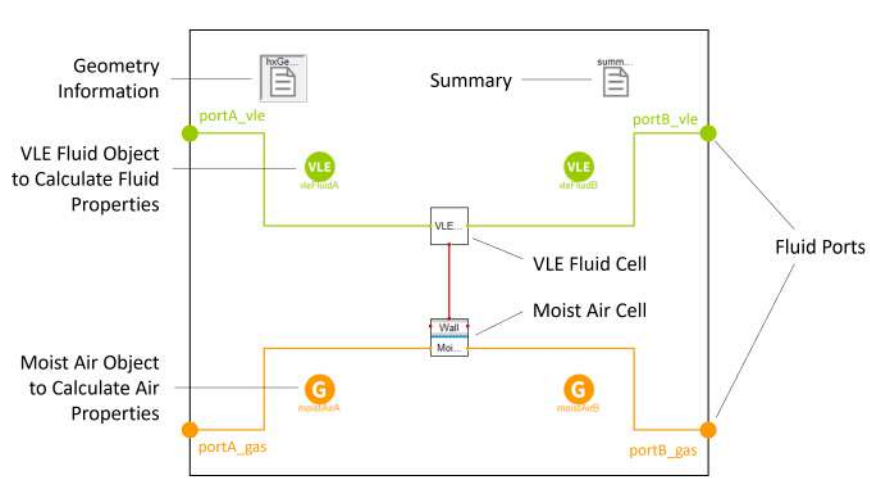 Geometry
Information
hxGe...
Summary
summ...
portA_vle
portB_vle
VLE Fluid Object
to Calculate Fluid
Properties
VLE
vleFluidA
VLE
vleFluidB
VLE...
Fluid Ports
VLE Fluid Cell
Moist Air Cell
Wall
Moi...
Moist Air Object
to Calculate Air
Properties
G
moistAirA
G
moistAirB
portA_gas
portB_gas